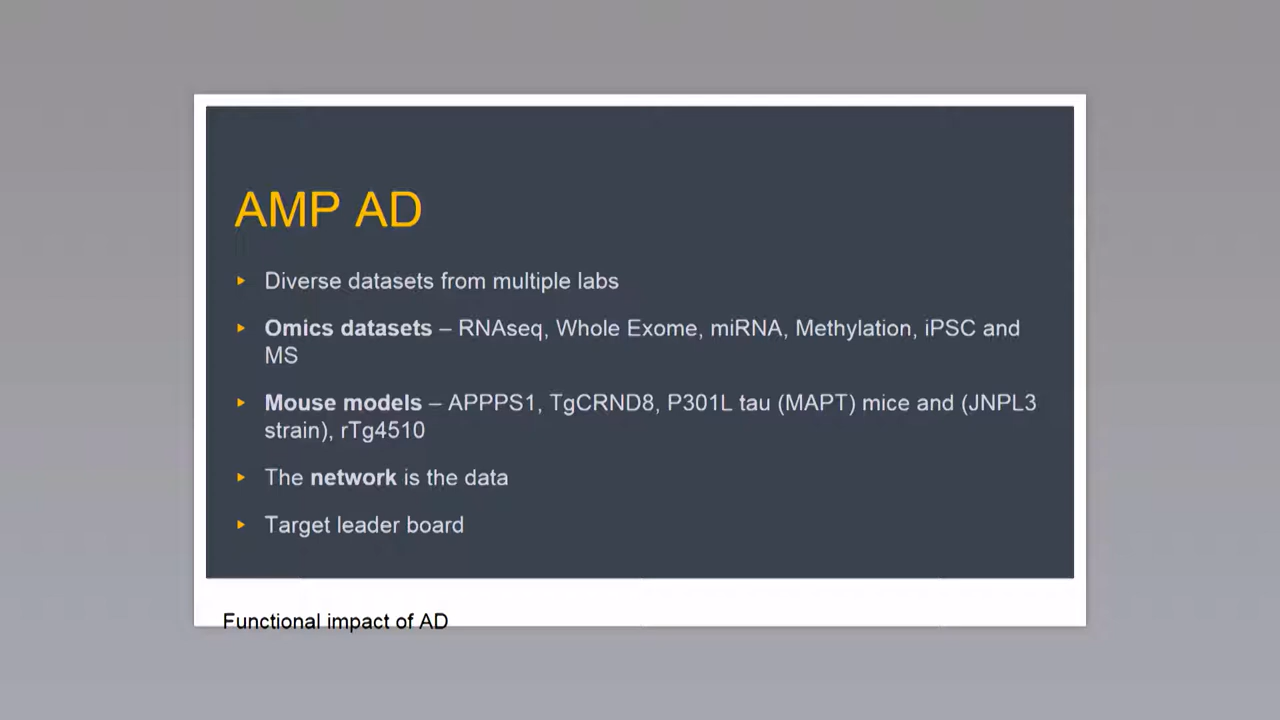 AMP AD
Diverse datasets from multiple labs
Omics datasets – RNAseq, Whole Exome, miRNA, Methylation, iPSC and
MS
Mouse models – APPPS1, TgCRND8, P301L tau (MAPT) mice and (JNPL3
strain), rTg4510
The network is the data
Target leader board
Functional impact of AD